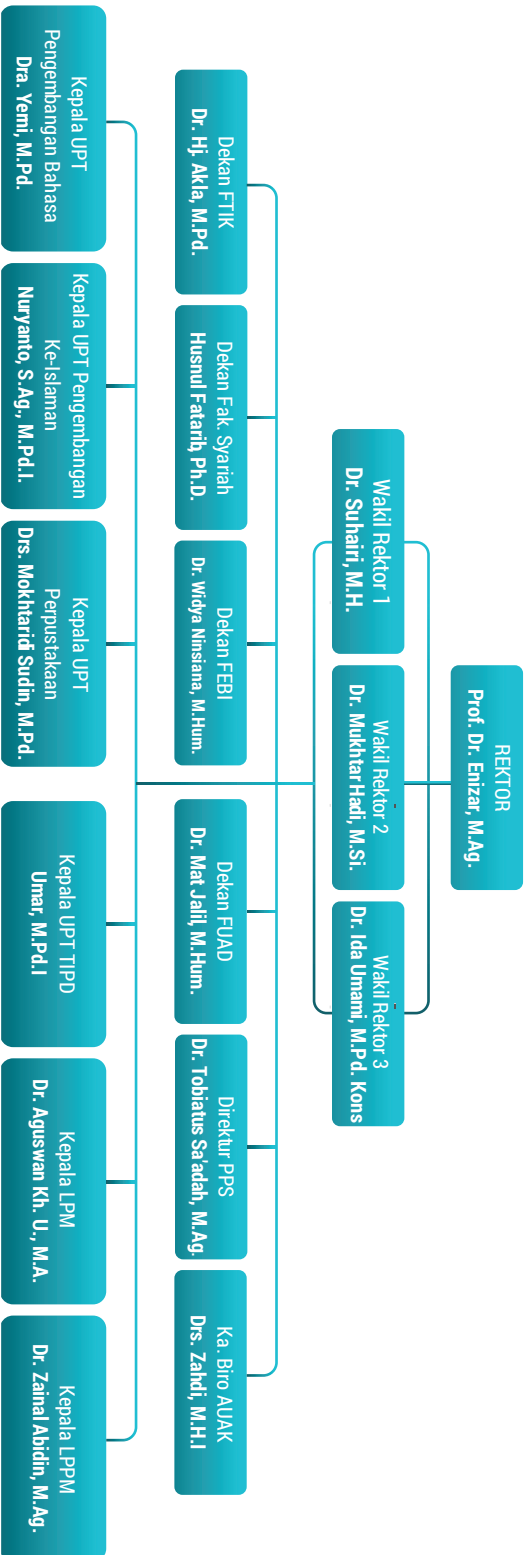 REKTOR
Prof. Dr. Enizar, M.Ag.
Wakil Rektor 1
Dr. Suhairi, M.H.
Wakil Rektor 2
Dr. Mukhtar Hadi, M.Si.
Wakil Rektor 3
Dr. Ida Umami, M.Pd. Kons
Dekan FTIK
Dr. Hj. Akla, M.Pd.
Dekan Fak. Syariah
Husnul Fatarib, Ph.D.
Dekan FEBI
Dr. Widya Ninsiana, M.Hum.
Dekan FUAD
Dr. Mat Jalil, M.Hum.
Direktur PPS
Dr. Tobiatus Sa'adah, M.Ag.
Ka. Biro AUAK
Drs. Zahdi, M.H.I
Kepala UPT
Pengembangan Bahasa
Dra. Yemi, M.Pd.
Kepala UPT Pengembangan
Ke-Islaman
Nuryanto, S.Ag., M.Pd.I.
Kepala UPT
Perpustakaan
Drs. Mokhtaridi Sudin, M.Pd.
Kepala UPT TIPD
Umar, M.Pd.I
Kepala LPM
Dr. Aguswan Kh. U., M.A.
Kepala LPPM
Dr. Zainal Abidin, M.Ag.